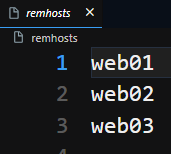 remhosts ×
remhosts
1 web01
2 web02
3 web03